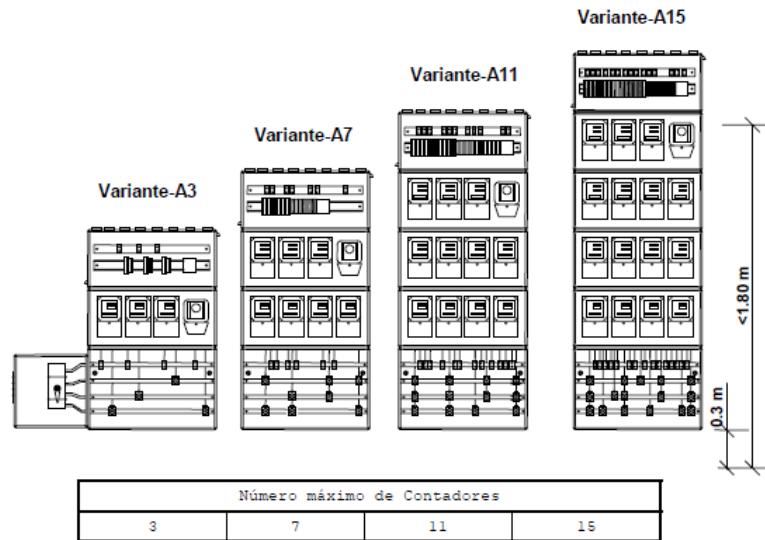 Variante-A15
Variante-A11
Variante-A7
Variante-A3
<1.80 m
0.3 m
Número máximo de Contadores
3 7 11 15